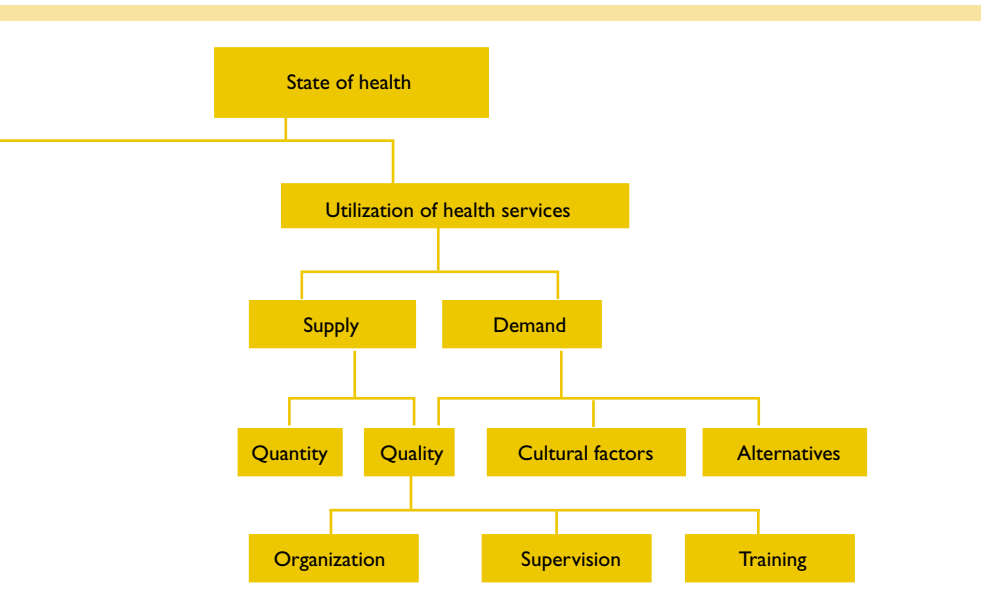 State of health
Utilization of health services
Supply
Demand
Quantity
Quality
Cultural factors
Alternatives
Organization
Supervision
Training